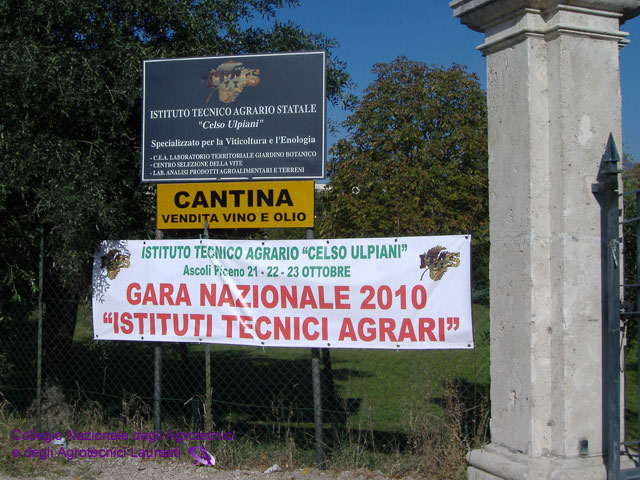 ISTITUTO TECNICO AGRARIO STATALE
"Celso Ulpiani"
Specializzato per la Viticoltura e l'Enologia
- C.E.A. LABORATORIO TERRITORIALE GIARDINO BOTANICO
- CENTRO SELEZIONE DELLA VITE
- LAB. ANALISI PRODOTTI AGROALIMENTARI E TERRENI
CANTINA
VENDITA VINO E OLIO
ISTITUTO TECNICO AGRARIO "CELSO ULPIANI"
Ascoli Piceno 21 - 22 - 23 OTTOBRE
GARA NAZIONALE 2010
"ISTITUTI TECNICI AGRARI"
Collegio Nazionale degli Agrotecnici
e degli Agrotecnici Laureati